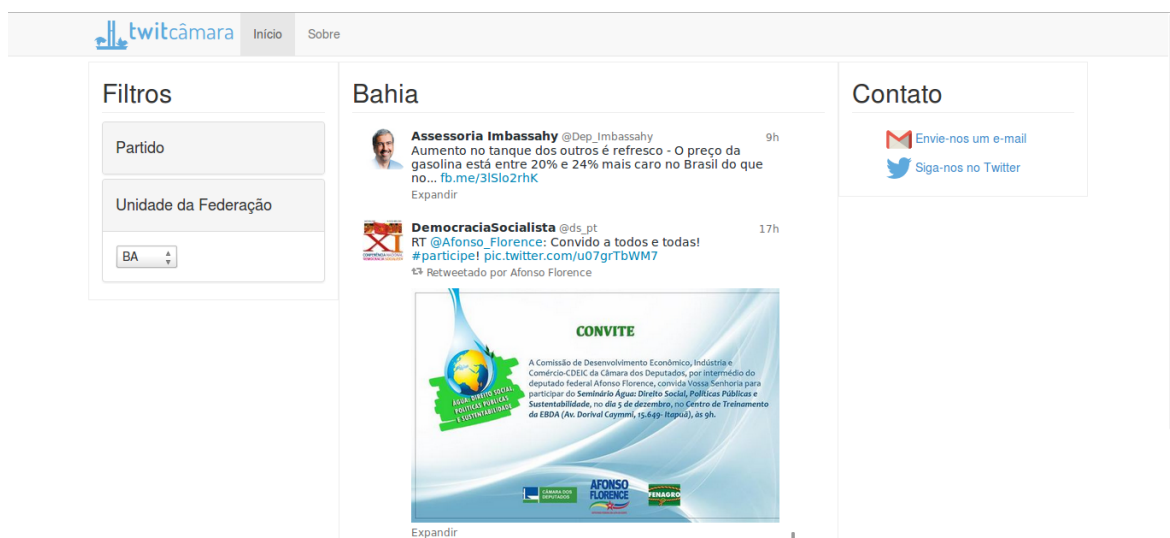 twitcâmara
Início
Sobre
Filtros
Partido
Unidade da Federação
BA
Bahia
Assessoria Imbassahy @Dep_Imbassahy 9h
Aumento no tanque dos outros é refresco - O preço da
gasolina está entre 20% e 24% mais caro no Brasil do que
no... fb.me/3lSlo2rhK
Expandir
DemocraciaSocialista @ds_pt 17h
RT @Afonso_Florence: Convido a todos e todas!
#participe! pic.twitter.com/u07grTbWM7
Retweetado por Afonso Florence
CONVITE
A Comissão de Desenvolvimento Econômico, Indústria e
Comércio-CDEIC da Câmara dos Deputados, por intermédio do
deputado federal Afonso Florence, convida Vossa Senhoria para
participar do Seminário Água: Direito Social, Políticas Públicas e
Sustentabilidade, no dia 5 de dezembro, no Centro de Treinamento
da EBDA (Av. Dorival Caymmi, 15.649- Itapuá), às 9h.
ÁGUA: DIREITO SOCIAL,
POLÍTICAS PÚBLICAS
E SUSTENTABILIDADE
CÂMARA DOS
DEPUTADOS
AFONSO
FLORENCE
FENAGRO
Expandir
Contato
Envie-nos um e-mail
Siga-nos no Twitter